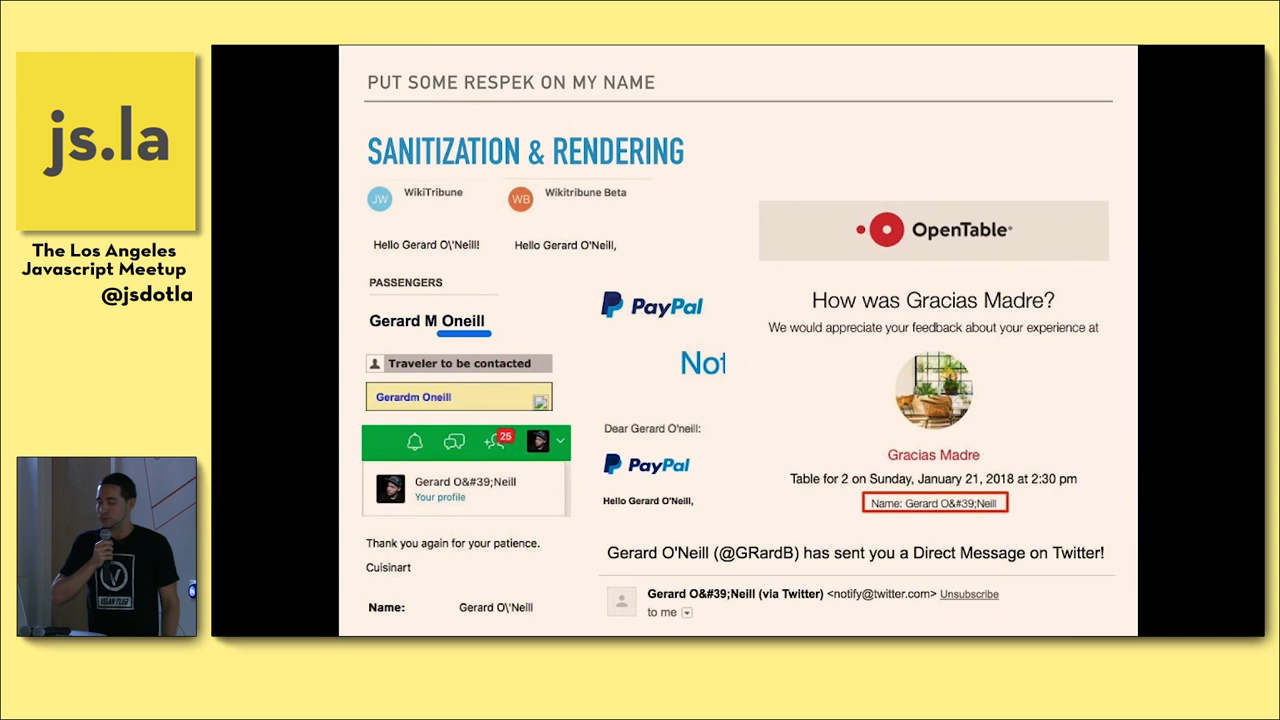 js.la
The Los Angeles
Javascript Meetup
@jsdotla
PUT SOME RESPEK ON MY NAME
SANITIZATION & RENDERING
JW WikiTribune
WB Wikitribune Beta
Hello Gerard O\'Neill!
Hello Gerard O'Neill,
PASSENGERS
Gerard M Oneill
Traveler to be contacted
Gerardm Oneill
25
Gerard O&#39;Neill
Your profile
Thank you again for your patience.
Cuisinart
Name: Gerard O\'Neill
PayPal
Not
Dear Gerard O'neill:
PayPal
Hello Gerard O'Neill,
OpenTable®
How was Gracias Madre?
We would appreciate your feedback about your experience at
Gracias Madre
Table for 2 on Sunday, January 21, 2018 at 2:30 pm
Name: Gerard O&#39;Neill
Gerard O'Neill (@GRardB) has sent you a Direct Message on Twitter!
Gerard O&#39;Neill (via Twitter) <notify@twitter.com> Unsubscribe
to me
V